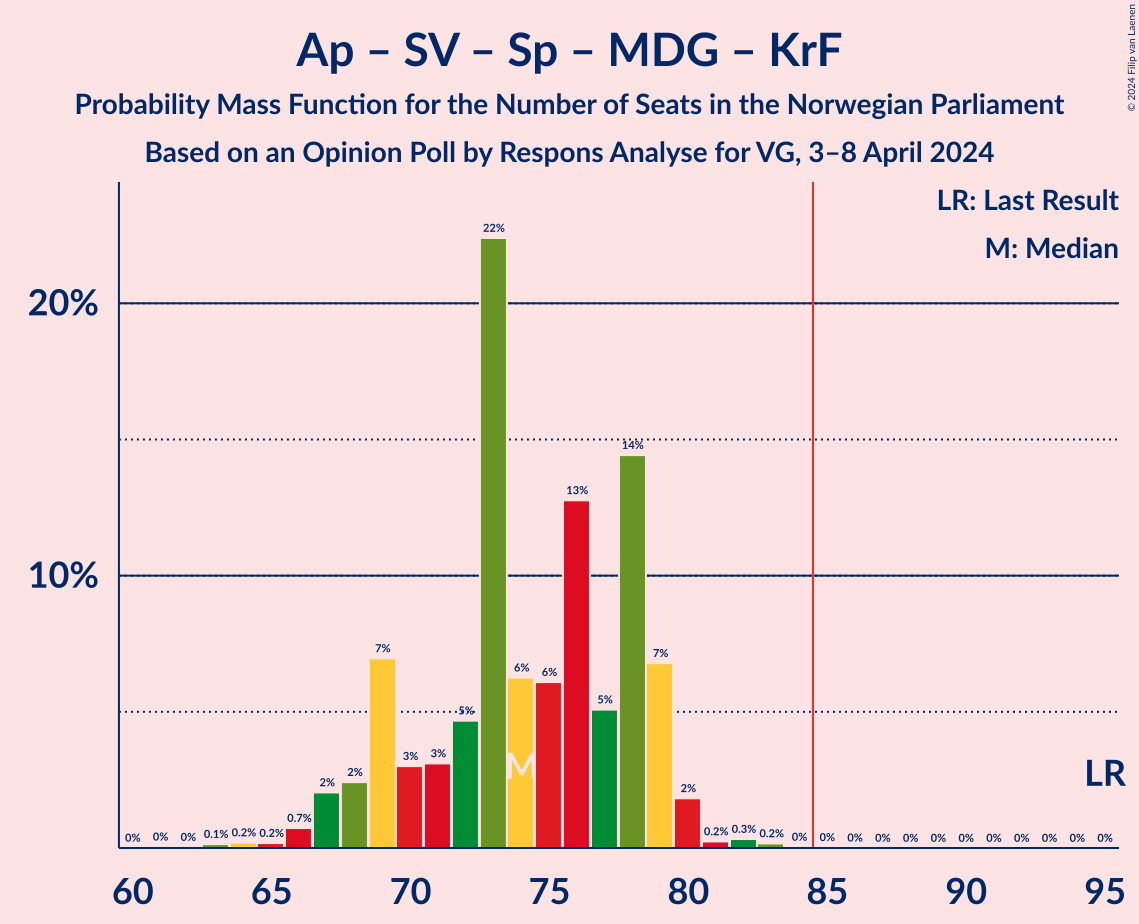 Ap – SV – Sp – MDG – KrF
Probability Mass Function for the Number of Seats in the Norwegian Parliament
Based on an Opinion Poll by Respons Analyse for VG, 3–8 April 2024
© 2024 Filip van Laenen
LR: Last Result
M: Median
22%
20%
14%
13%
10%
7% 6% 6% 7%
5% 5%
3% 3%
M
LR
2% 2% 2%
0% 0% 0% 0.1% 0.2% 0.2% 0.7% 0.2% 0.3% 0.2% 0% 0% 0% 0% 0% 0% 0% 0% 0% 0% 0% 0%
60 65 70 75 80 85 90 95